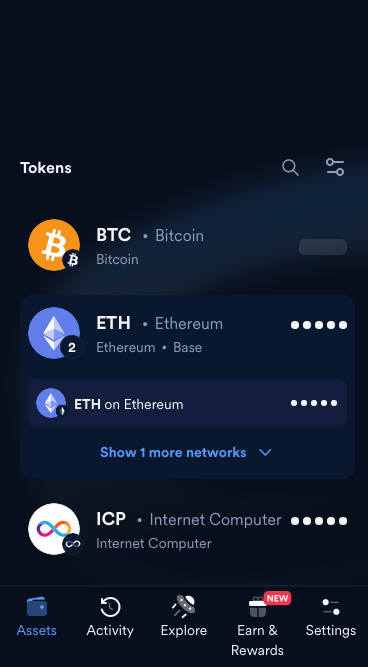 Tokens
BTC • Bitcoin
Bitcoin
ETH • Ethereum •••••
2
Ethereum • Base
ETH on Ethereum •••••
Show 1 more networks
ICP • Internet Computer •••••
Internet Computer
NEW
Assets Activity Explore Earn & Settings
Rewards